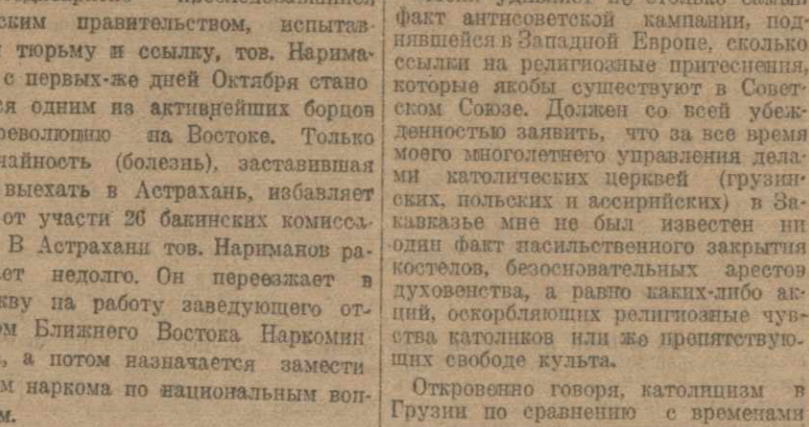 ским правительством, испытав-
тюрьму и ссылку, тов. Нарима-
с первых-же дней Октября стано
ся одним из активнейших борцов
революцию на Востоке. Только
чайность (болезнь), заставившая
выехать в Астрахань, избавляет
от участи 26 бакинских комисса-
В Астрахани тов. Нариманов ра-
ет недолго. Он переезжает в
кву на работу заведующего от-
ом Ближнего Востока Наркомин
, а потом назначается замести
м наркома по национальным воп-
м.
факт антисоветской кампании, под
нявшейся в Западной Европе, сколько
ссылки на религиозные притеснения,
которые якобы существуют в Совет-
ском Союзе. Должен со всей убеж-
денностью заявить, что за все время
моего многолетнего управления дела-
ми католических церквей (грузин-
ских, польских и ассирийских) в За-
кавказье мне не был известен ни
один факт насильственного закрытия
костелов, безосновательных арестов
духовенства, а равно каких-либо ак-
ций, оскорбляющих религиозные чув-
ства католиков или же препятствую-
щих свободе культа.
Откровенно говоря, католицизм в
Грузии по сравнению с временами